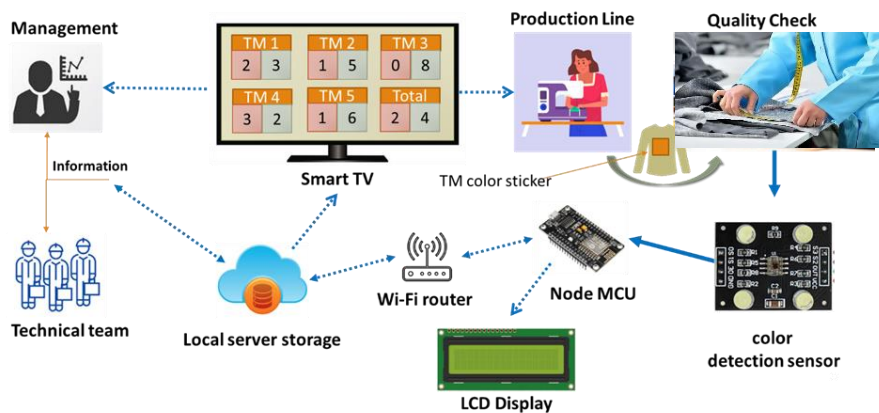 Management
Production Line
Quality Check
TM 1
TM 2
TM 3
2 3
1 5
0 8
TM 4
TM 5
Total
3 2
1 6
2 4
Smart TV
Information
TM color sticker
Technical team
Local server storage
Wi-Fi router
Node MCU
LCD Display
color
detection sensor
R9
C2